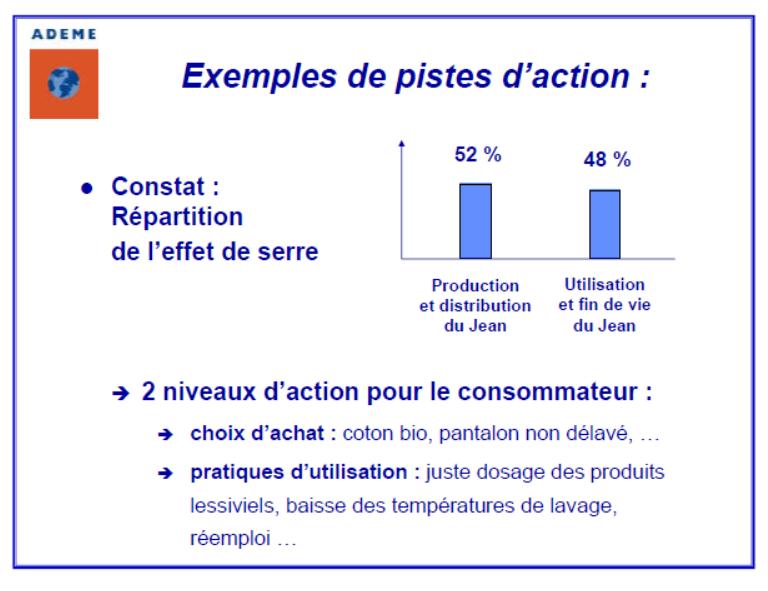 ADEME
Exemples de pistes d'action :
● Constat :
Répartition
de l'effet de serre
52 %
48 %
Production
et distribution
du Jean
Utilisation
et fin de vie
du Jean
➔ 2 niveaux d'action pour le consommateur :
➔ choix d'achat : coton bio, pantalon non délavé, …
➔ pratiques d'utilisation : juste dosage des produits
lessiviels, baisse des températures de lavage,
réemploi …